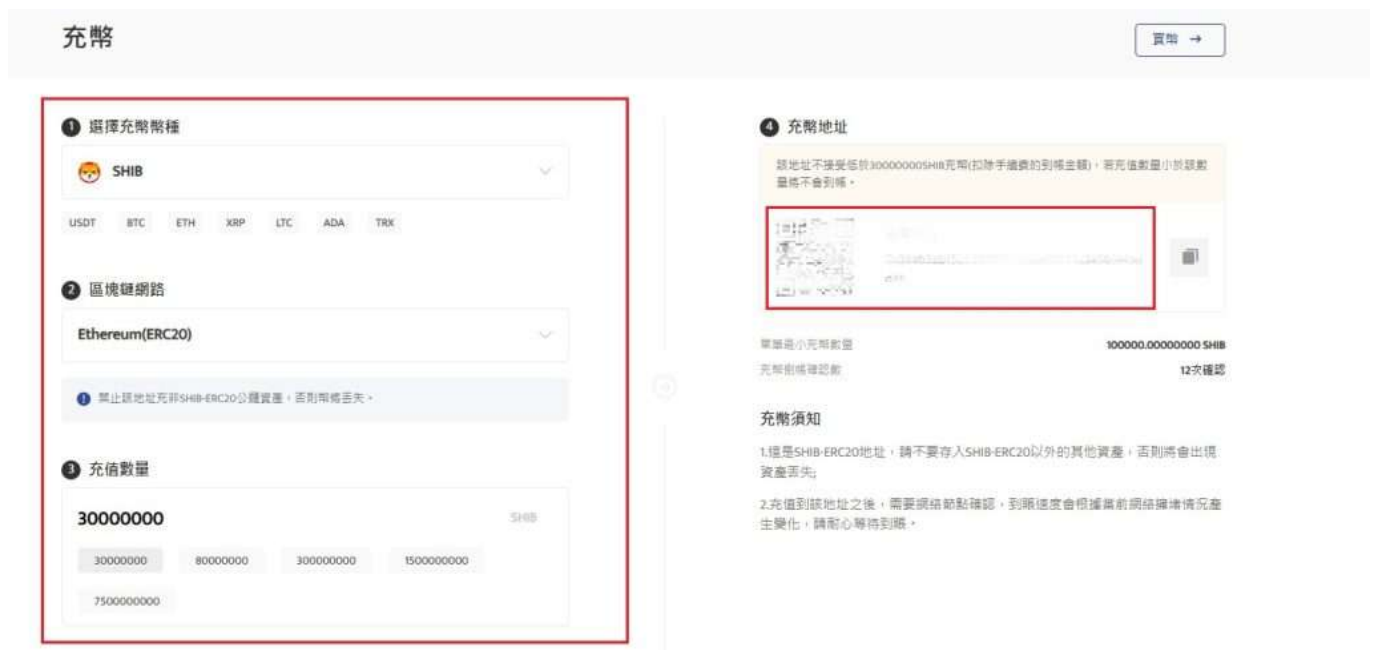 充幣
買幣 →
1 選擇充幣幣種
SHIB
USDT BTC ETH XRP LTC ADA TRX
2 區塊鏈網路
Ethereum(ERC20)
禁止該地址充非SHIB-ERC20公鏈資產，否則幣將丟失。
3 充值數量
30000000 SHIB
30000000 80000000 300000000 1500000000
7500000000
4 充幣地址
該地址不接受低於30000000SHIB充幣(扣除手續費的到帳金額)，若充值數量小於該數
量將不會到帳。
單筆最小充幣數量 100000.00000000 SHIB
充幣到帳確認數 12次確認
充幣須知
1.這是SHIB-ERC20地址，請不要存入SHIB-ERC20以外的其他資產，否則將會出現
資產丟失;
2.充值到該地址之後，需要網絡節點確認，到賬速度會根據當前網絡擁堵情況產
生變化，請耐心等待到賬。